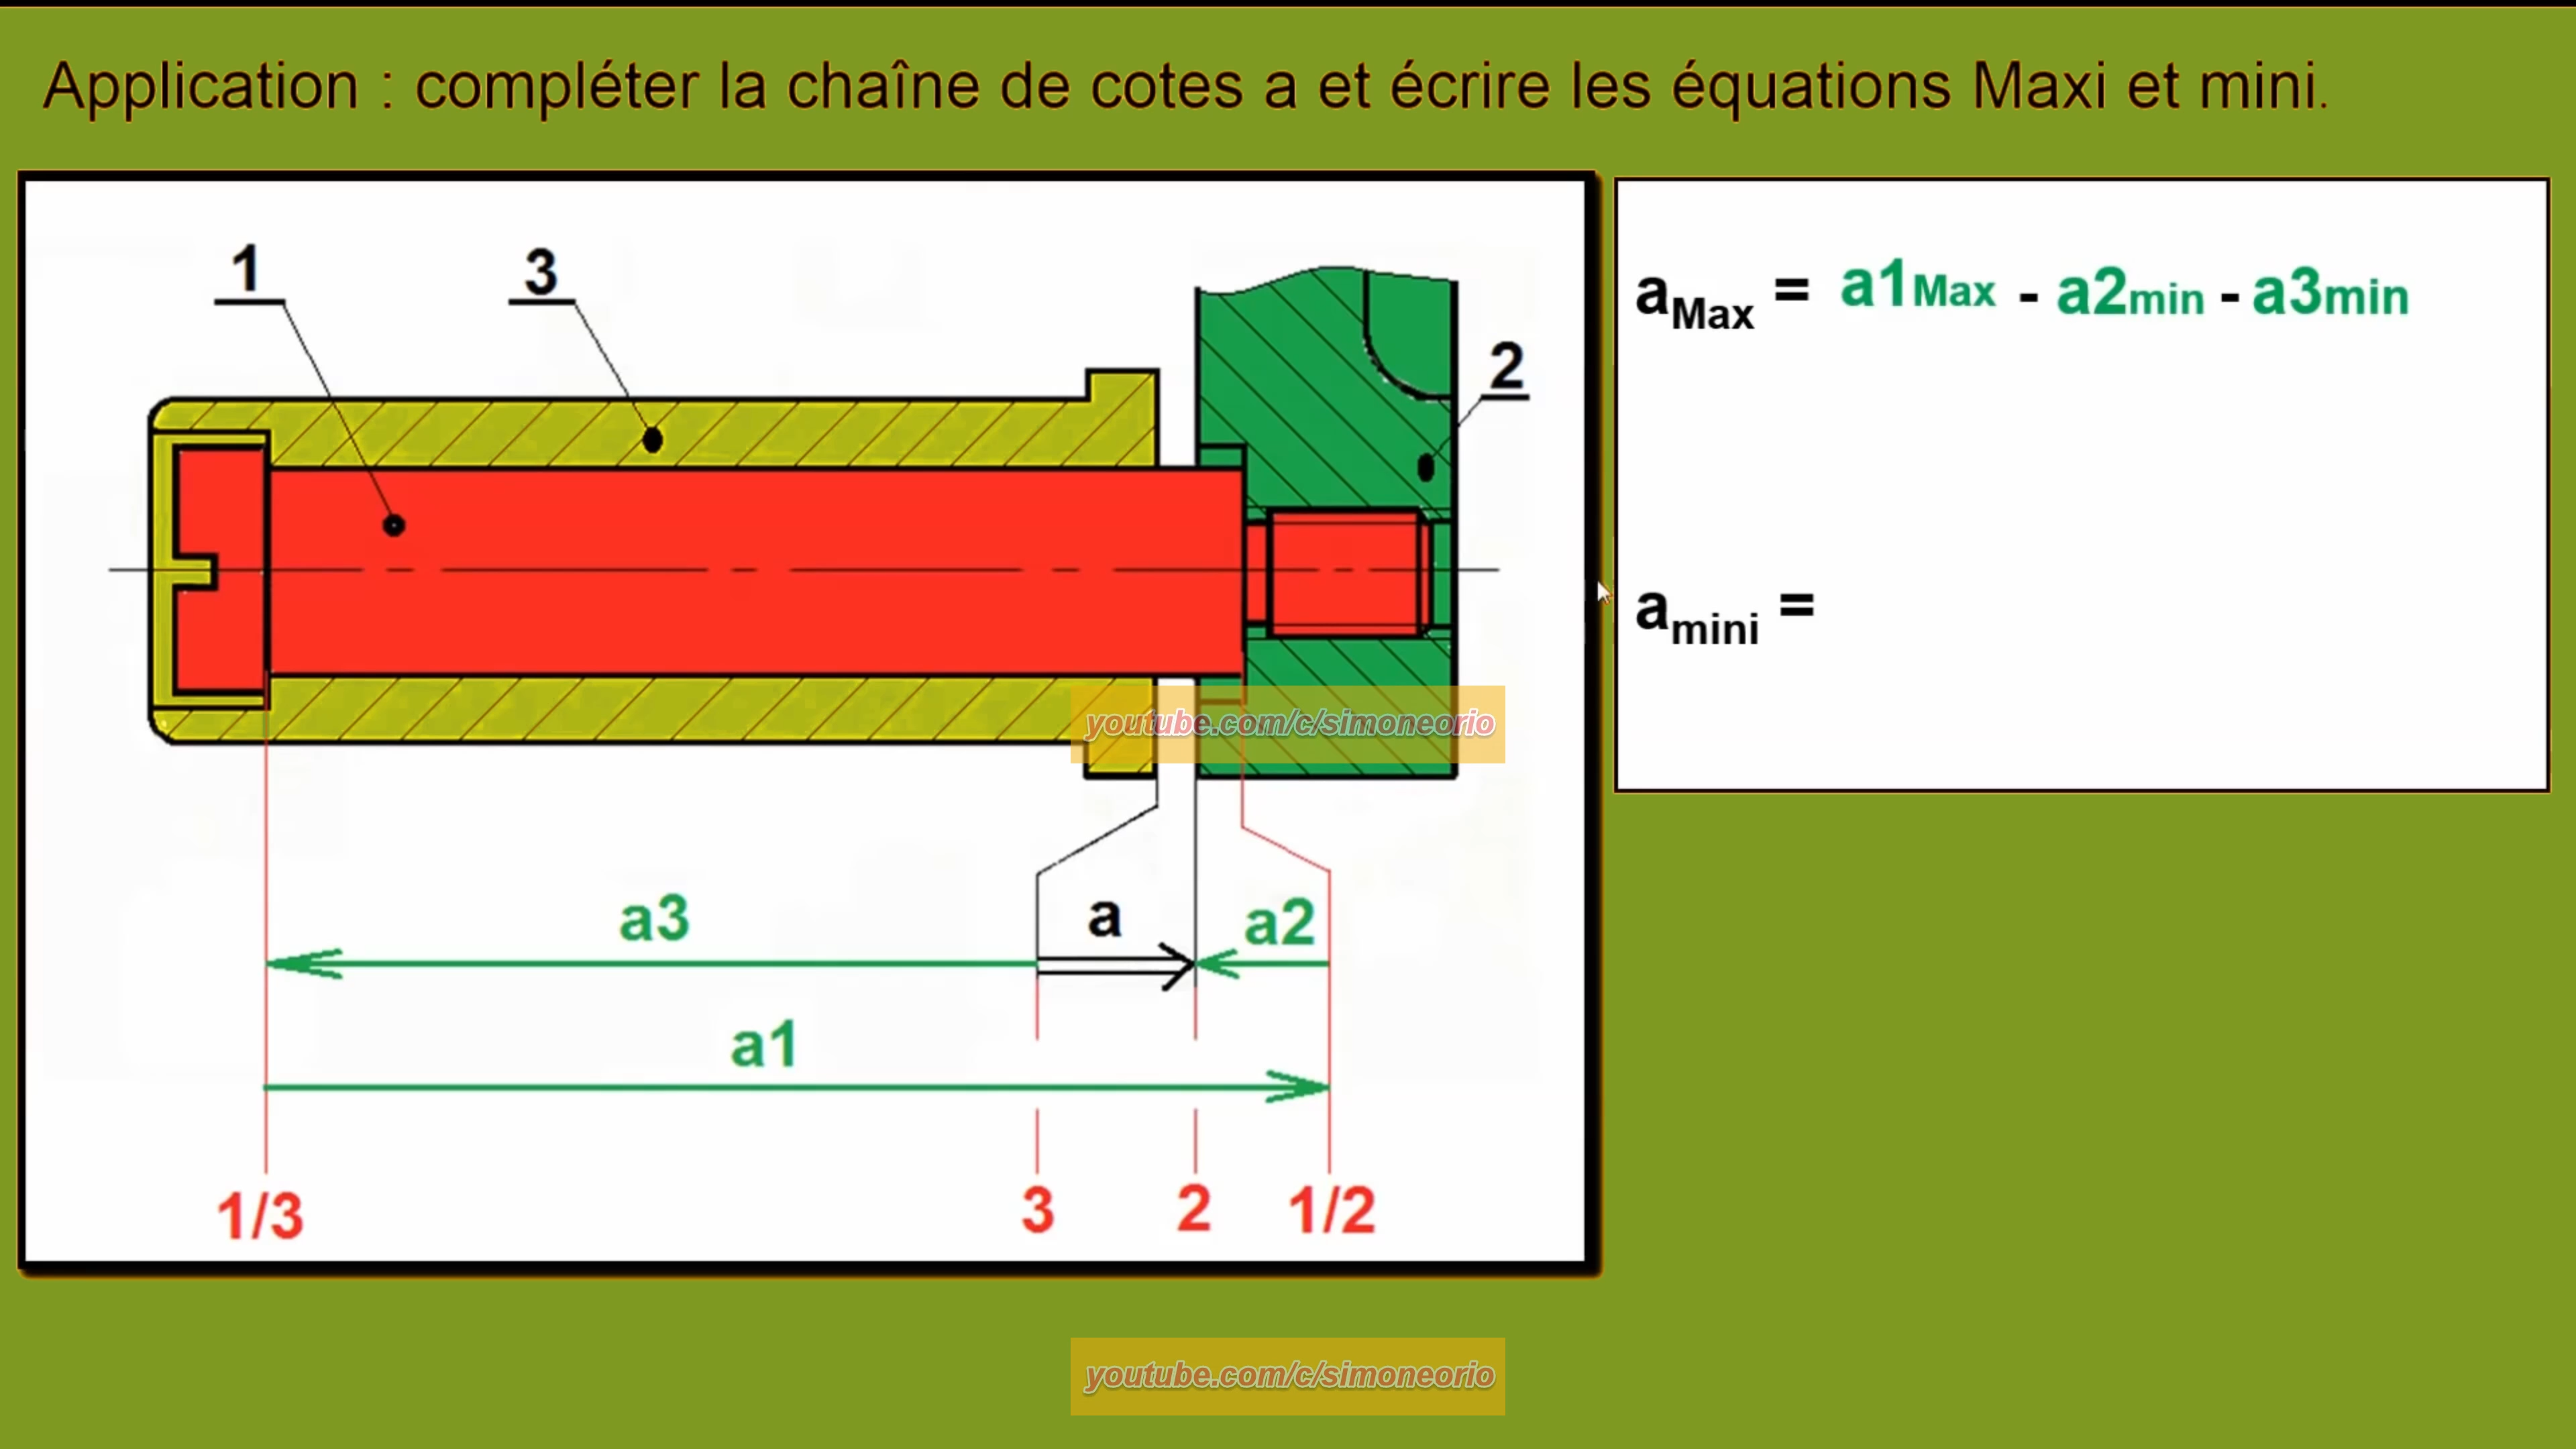 Application : compléter la chaîne de cotes a et écrire les équations Maxi et mini.
1
3
2
aMax = a1Max - a2min - a3min
amini =
youtube.com/c/simoneorio
a3
a
a2
a1
1/3
3
2
1/2
youtube.com/c/simoneorio